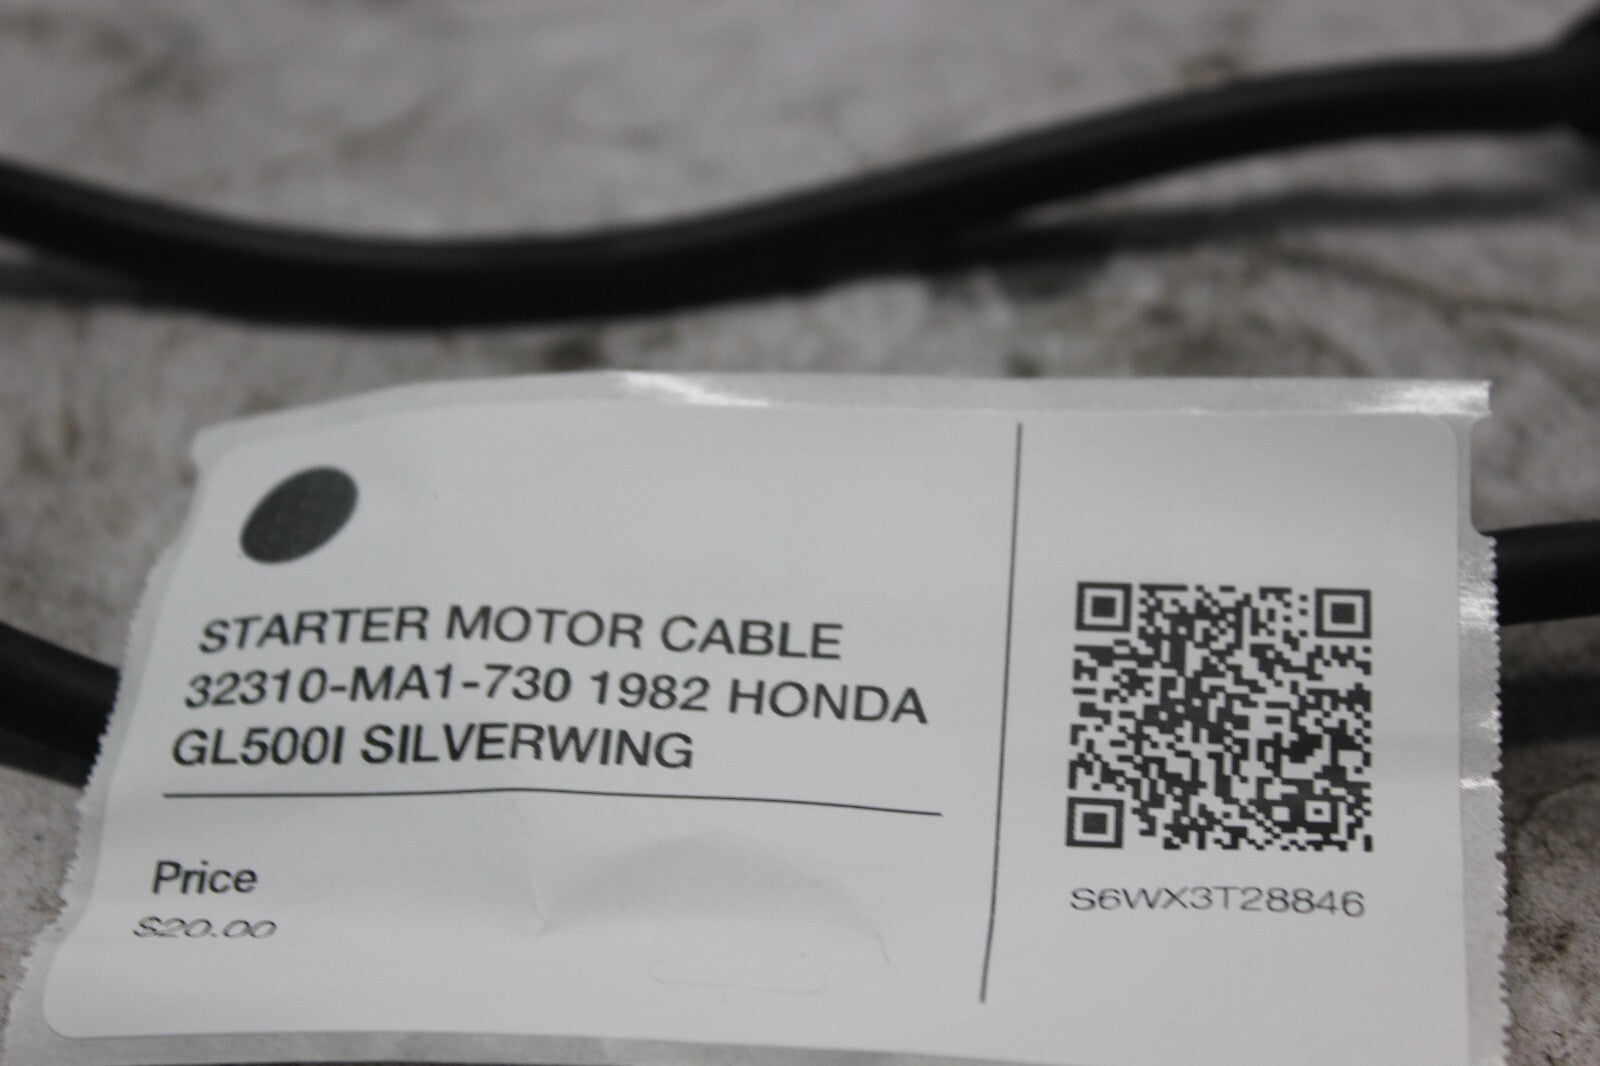 STARTER MOTOR CABLE
32310-MA1-730 1982 HONDA
GL500I SILVERWING
Price
$20.00
S6WX3T28846